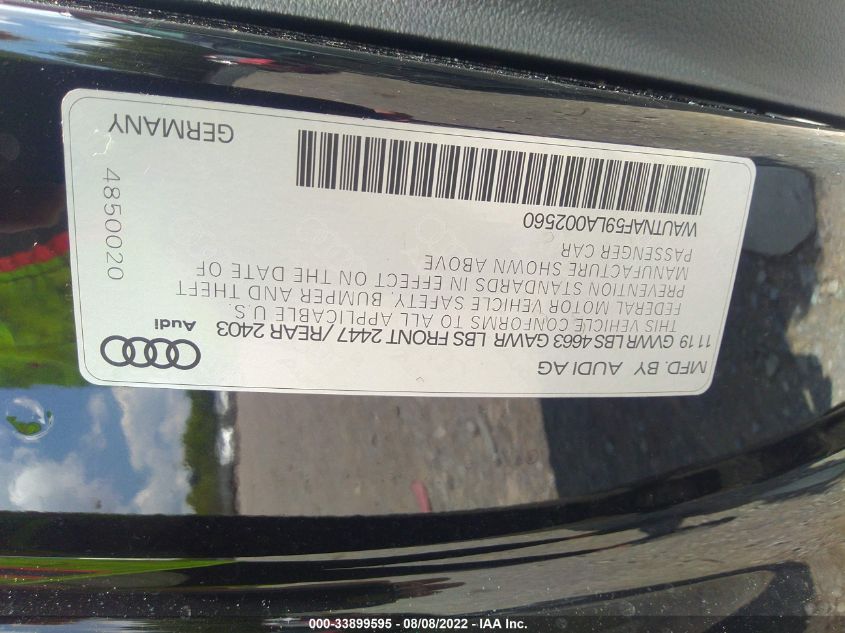 MFD. BY AUDI AG
11 19 GVWR LBS 4663 GAWR LBS FRONT 2447 / REAR 2403
Audi
THIS VEHICLE CONFORMS TO ALL APPLICABLE U.S.
FEDERAL MOTOR VEHICLE SAFETY, BUMPER AND THEFT
PREVENTION STANDARDS IN EFFECT ON THE DATE OF
MANUFACTURE SHOWN ABOVE
PASSENGER CAR
WAUTNAF59LA002560
4850020
GERMANY
000-33899595 - 08/08/2022 - IAA Inc.